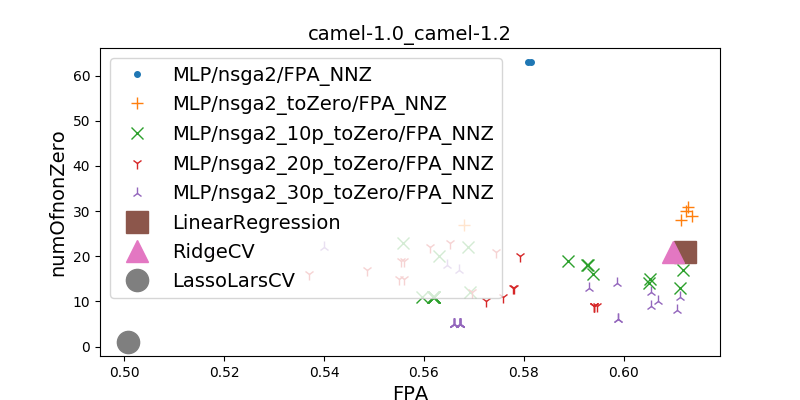 camel-1.0_camel-1.2
60
50
40
30
20
10
0
numOfnonZero
MLP/nsga2/FPA_NNZ
MLP/nsga2_toZero/FPA_NNZ
MLP/nsga2_10p_toZero/FPA_NNZ
MLP/nsga2_20p_toZero/FPA_NNZ
MLP/nsga2_30p_toZero/FPA_NNZ
LinearRegression
RidgeCV
LassoLarsCV
0.50 0.52 0.54 0.56 0.58 0.60
FPA